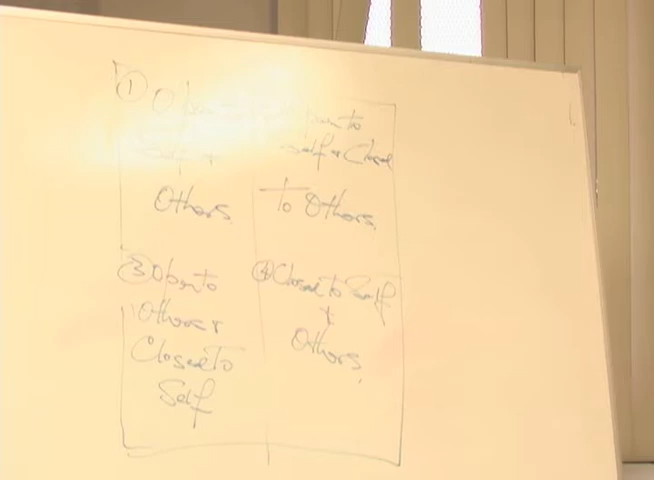 ① Open
Self &
Others
Open to
self & Closed
To Others.
③ Open to
Others &
Closed To
Self
④ Closed to Self
&
Others.